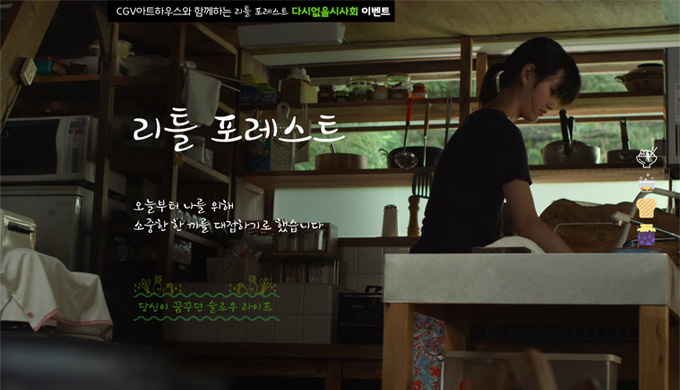 CGV아트하우스와 함께하는 리틀 포레스트 다시없을시사회 이벤트
리틀 포레스트
오늘부터 나를 위해
소중한 한 끼를 대접하기로 했습니다
당신이 꿈꾸던 슬로우 라이프